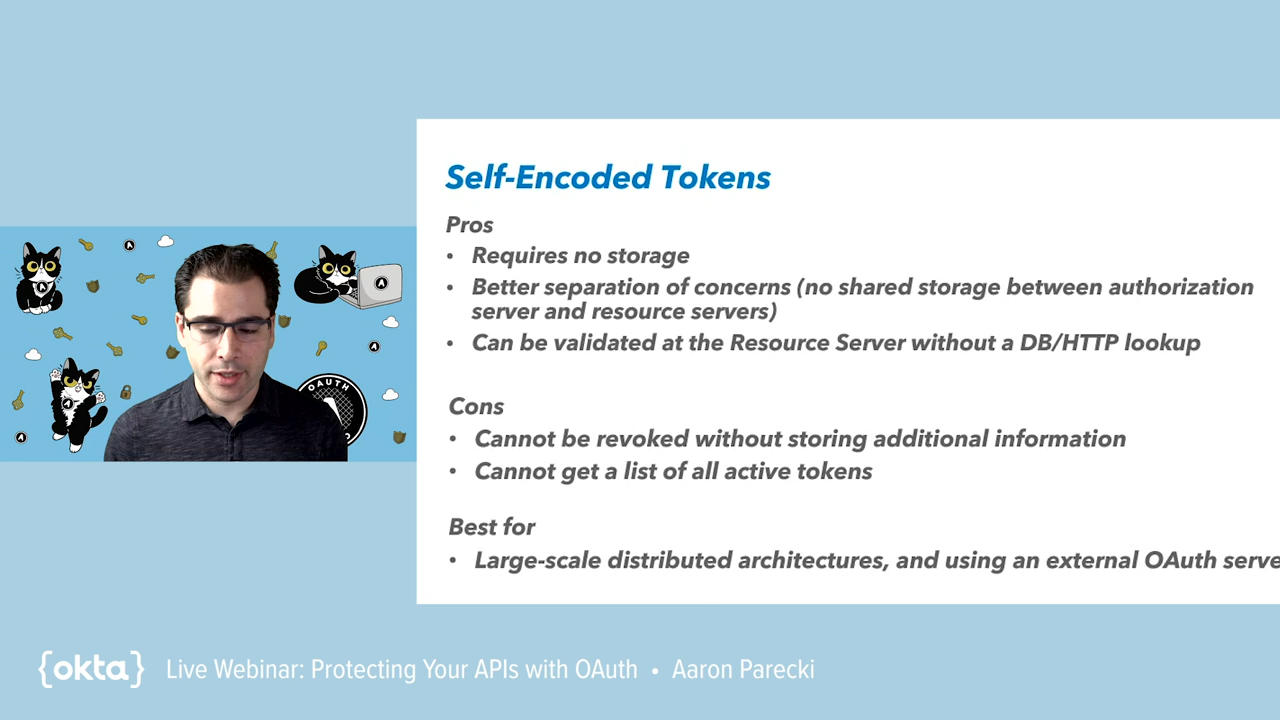 Self-Encoded Tokens
Pros
• Requires no storage
• Better separation of concerns (no shared storage between authorization
server and resource servers)
• Can be validated at the Resource Server without a DB/HTTP lookup
Cons
• Cannot be revoked without storing additional information
• Cannot get a list of all active tokens
Best for
• Large-scale distributed architectures, and using an external OAuth serve
OAUTH
{okta} Live Webinar: Protecting Your APIs with OAuth • Aaron Parecki